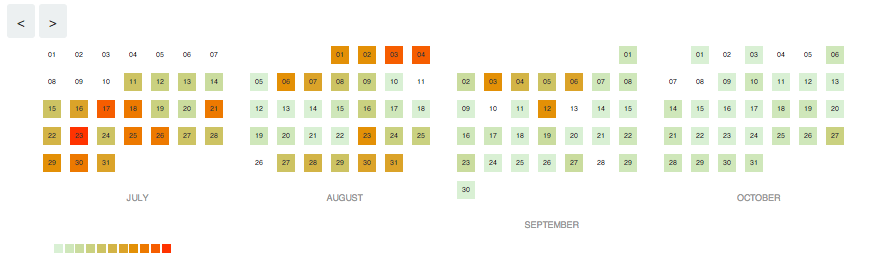 < >
01 02 03 04 05 06 07
08 09 10 11 12 13 14
15 16 17 18 19 20 21
22 23 24 25 26 27 28
29 30 31
JULY
01 02 03 04
05 06 07 08 09 10 11
12 13 14 15 16 17 18
19 20 21 22 23 24 25
26 27 28 29 30 31
AUGUST
01
02 03 04 05 06 07 08
09 10 11 12 13 14 15
16 17 18 19 20 21 22
23 24 25 26 27 28 29
30
SEPTEMBER
01 02 03 04 05 06
07 08 09 10 11 12 13
14 15 16 17 18 19 20
21 22 23 24 25 26 27
28 29 30 31
OCTOBER